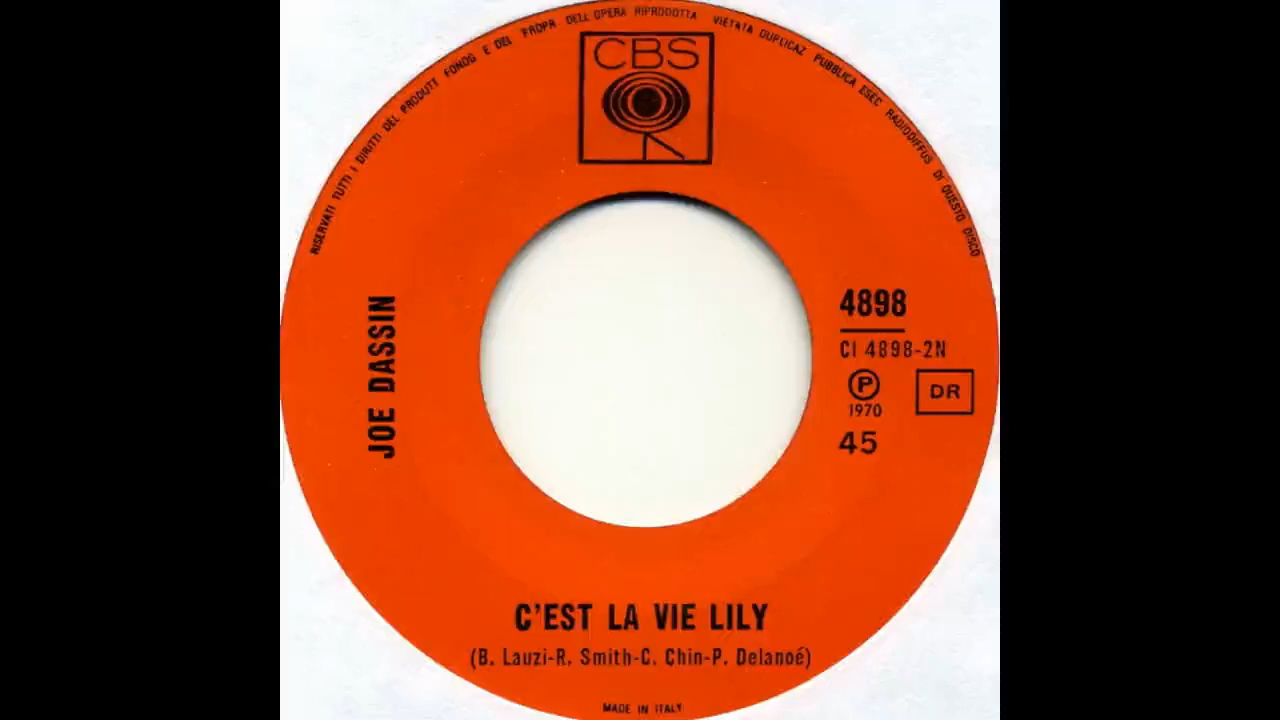 RISERVATI TUTTI I DIRITTI DEL PRODUTT FONOG E DEL PROPR DELL OPERA RIPRODOTTA VIETATA DUPLICAZ PUBBLICA ESEC RADIODIFFUS DI QUESTO DISCO
CBS
JOE DASSIN
4898
CI 4898-2N
P
1970
DR
45
C'EST LA VIE LILY
(B. Lauzi-R. Smith-C. Chin-P. Delanoé)
MADE IN ITALY